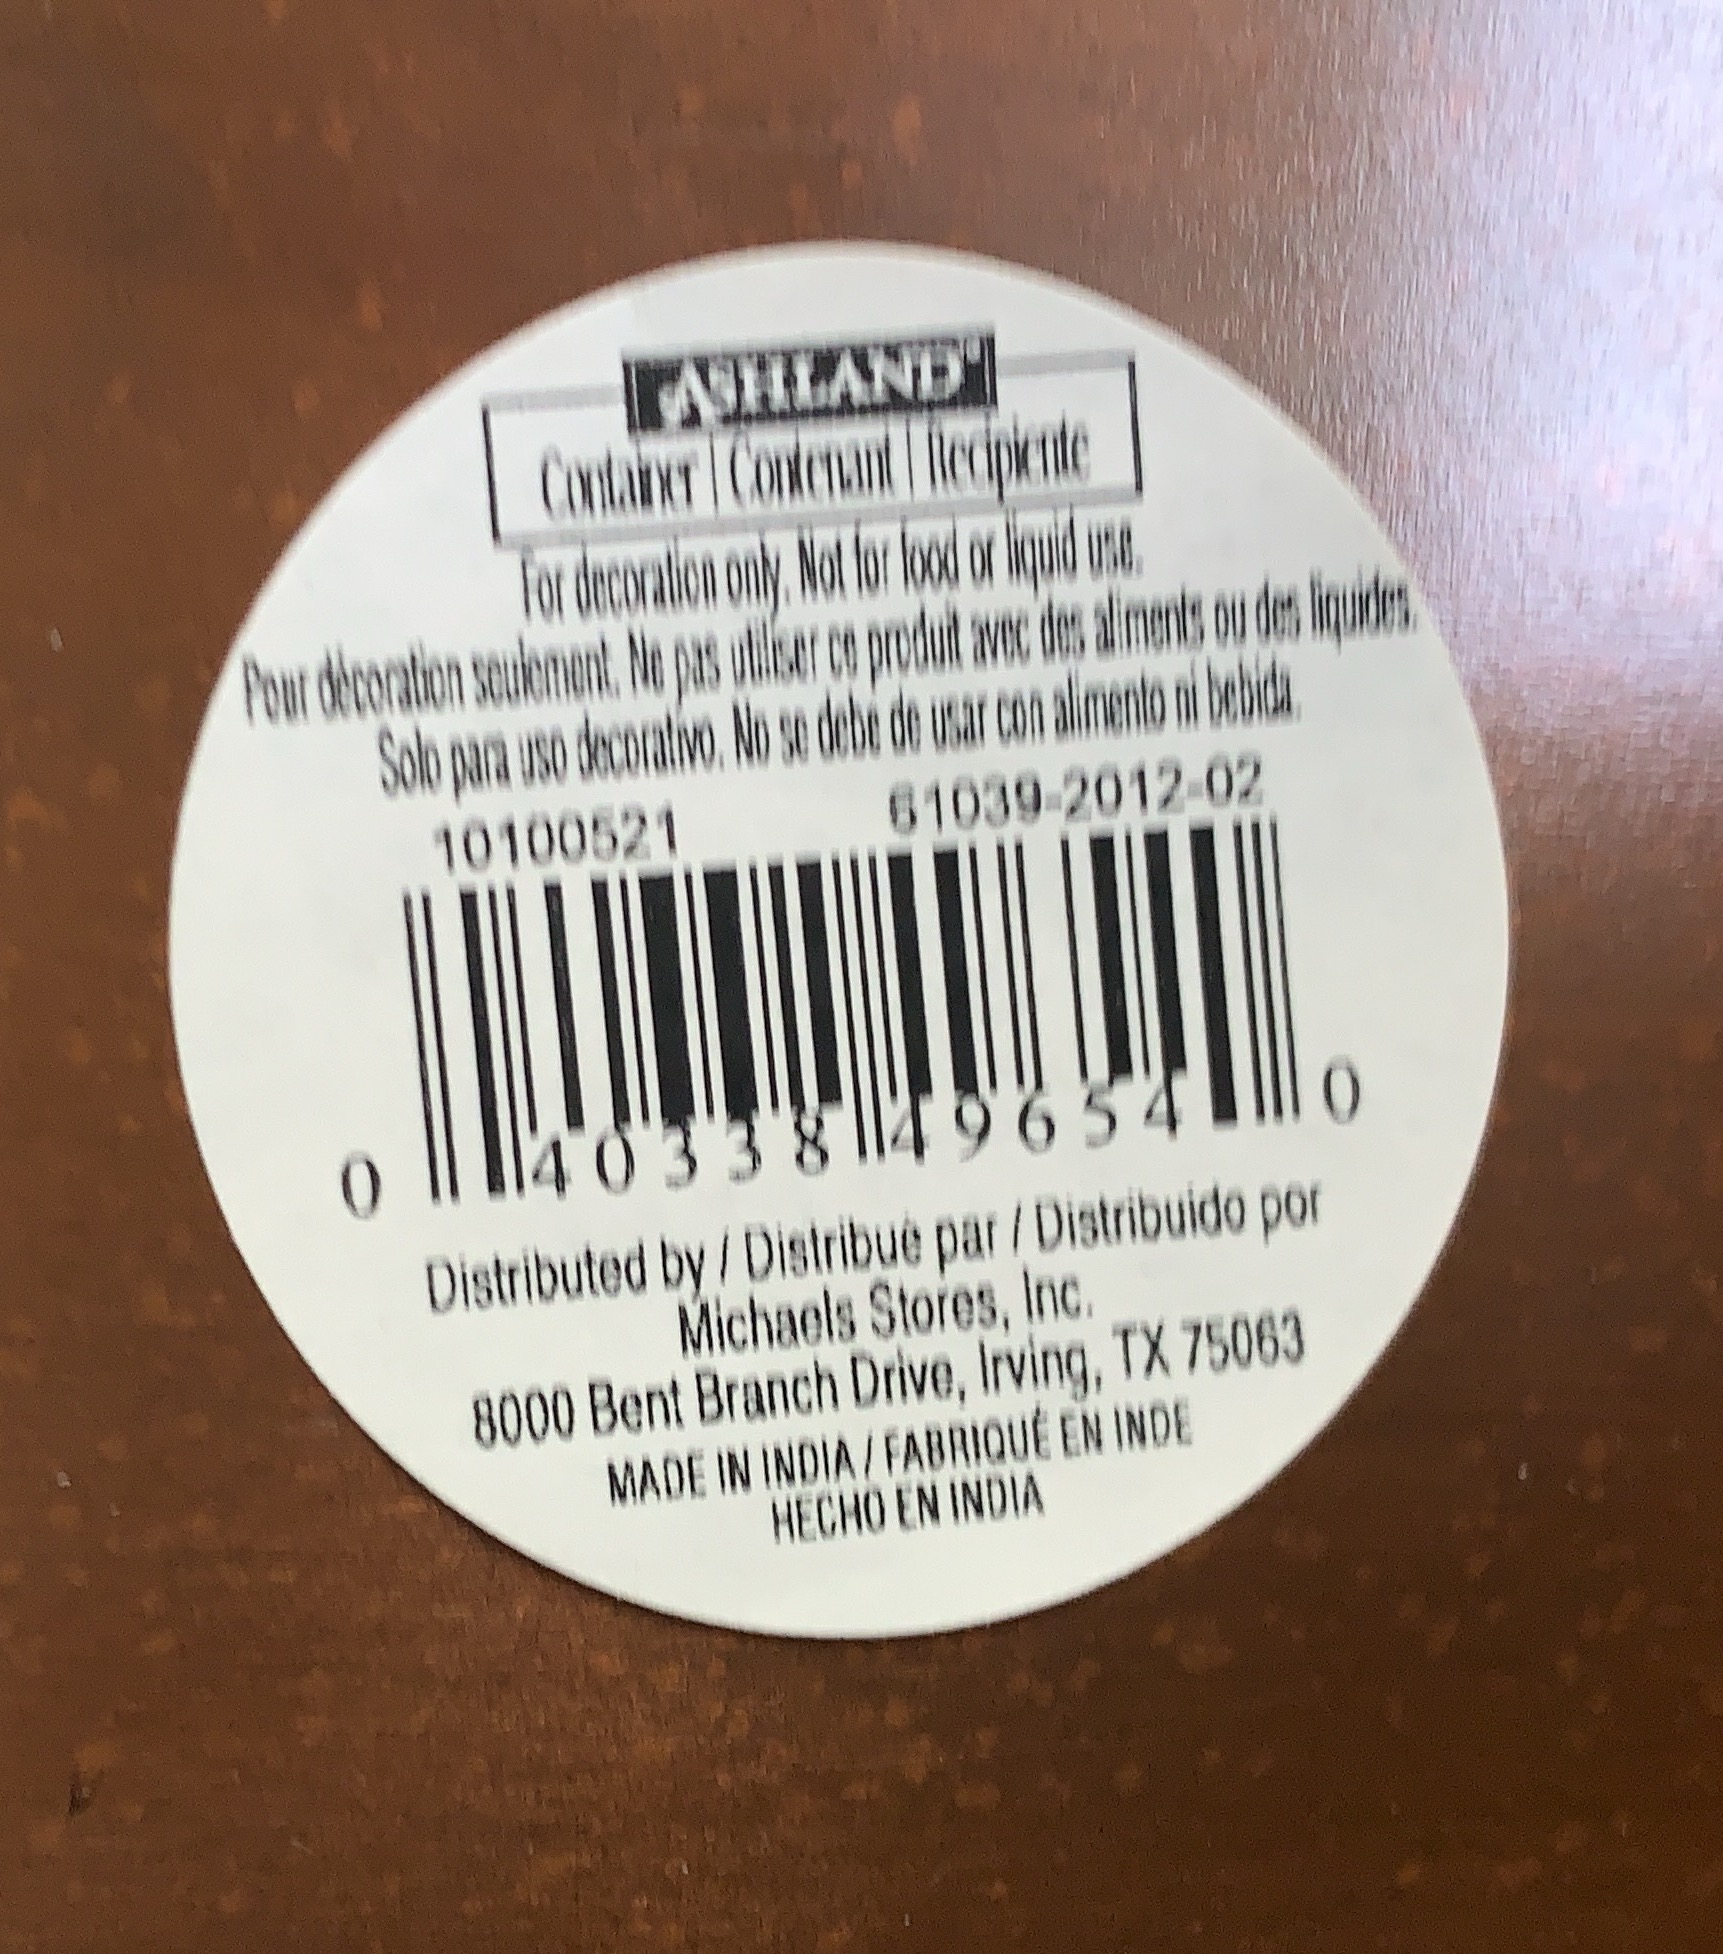 ASHLAND®
Container | Contenant | Recipiente
For decoration only. Not for food or liquid use.
Pour décoration seulement. Ne pas utiliser ce produit avec des aliments ou des liquides.
Solo para uso decorativo. No se debe de usar con alimento ni bebida.
10100521 61039-2012-02
0 40338 49654 0
Distributed by / Distribué par / Distribuido por
Michaels Stores, Inc.
8000 Bent Branch Drive, Irving, TX 75063
MADE IN INDIA / FABRIQUÉ EN INDE
HECHO EN INDIA